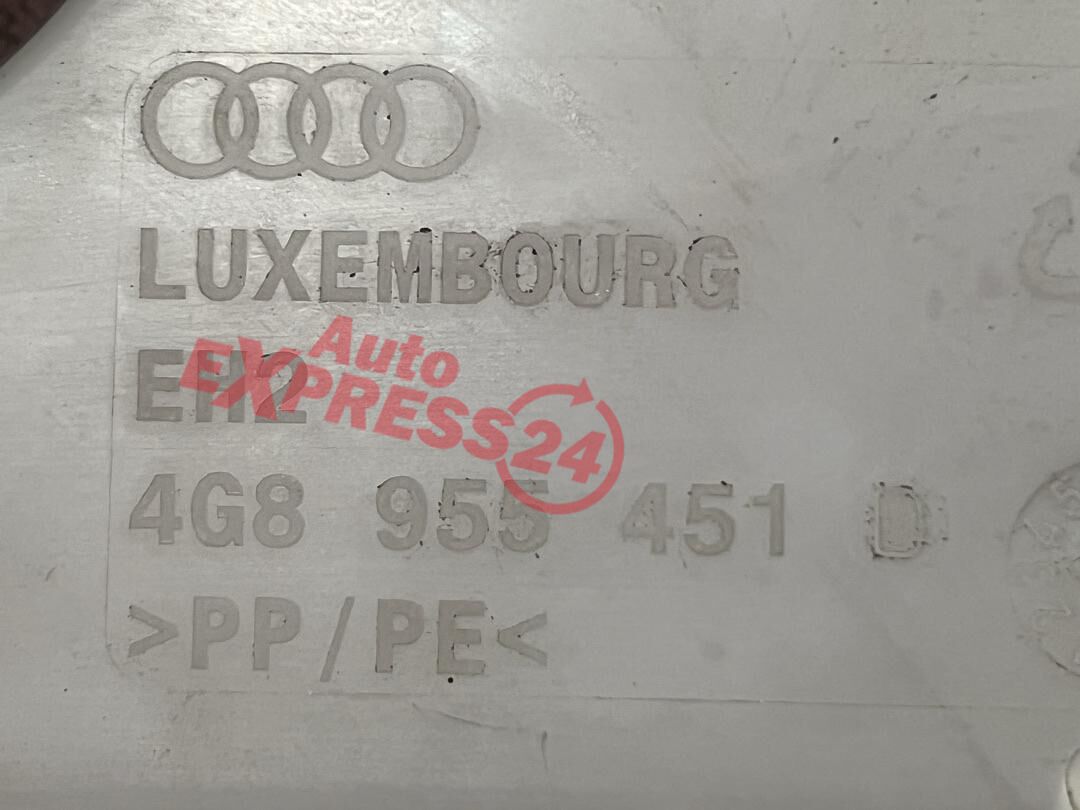 LUXEMBOURG
Auto
EXPRESS24
EH2
4G8 955 451 D
>PP/PE<